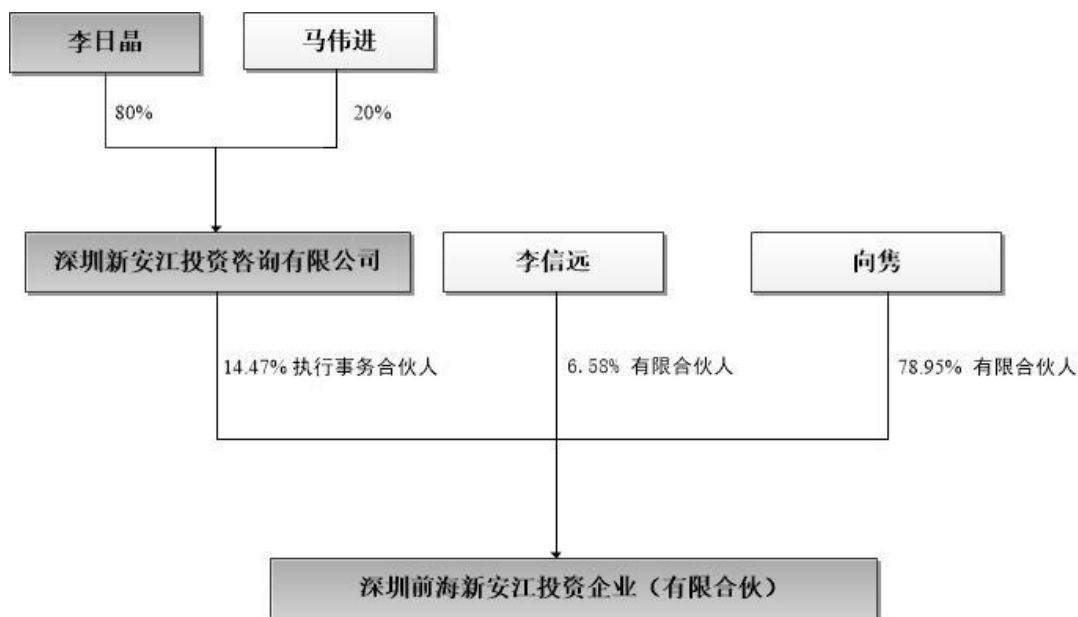 李日晶
马伟进
80%
20%
深圳新安江投资咨询有限公司
李信远
向隽
14.47% 执行事务合伙人
6.58% 有限合伙人
78.95% 有限合伙人
深圳前海新安江投资企业（有限合伙）